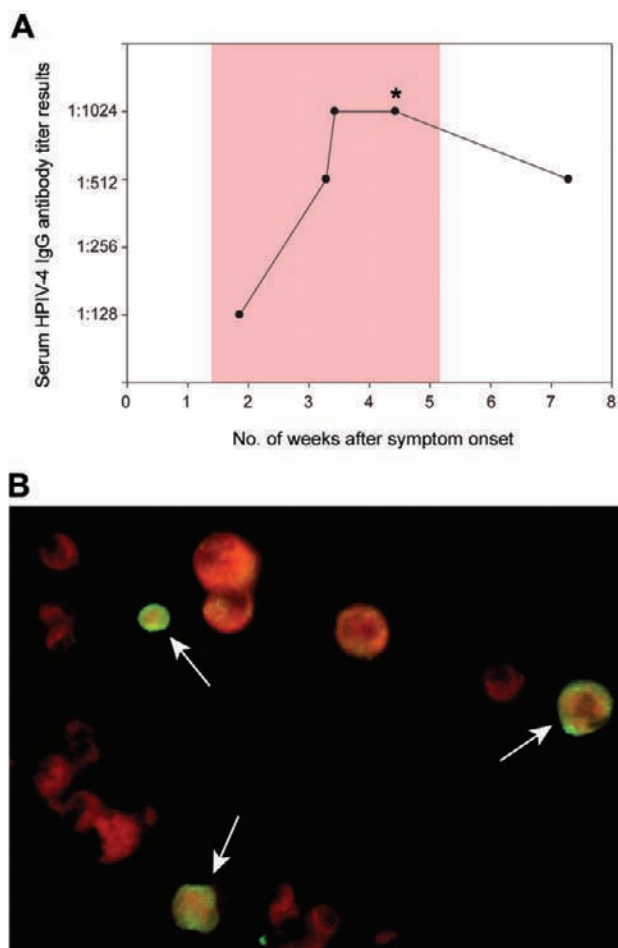 A
Serum HPIV-4 IgG antibody titer results
1:1024
1:512
1:256
1:128
*
0 1 2 3 4 5 6 7 8
No. of weeks after symptom onset
B